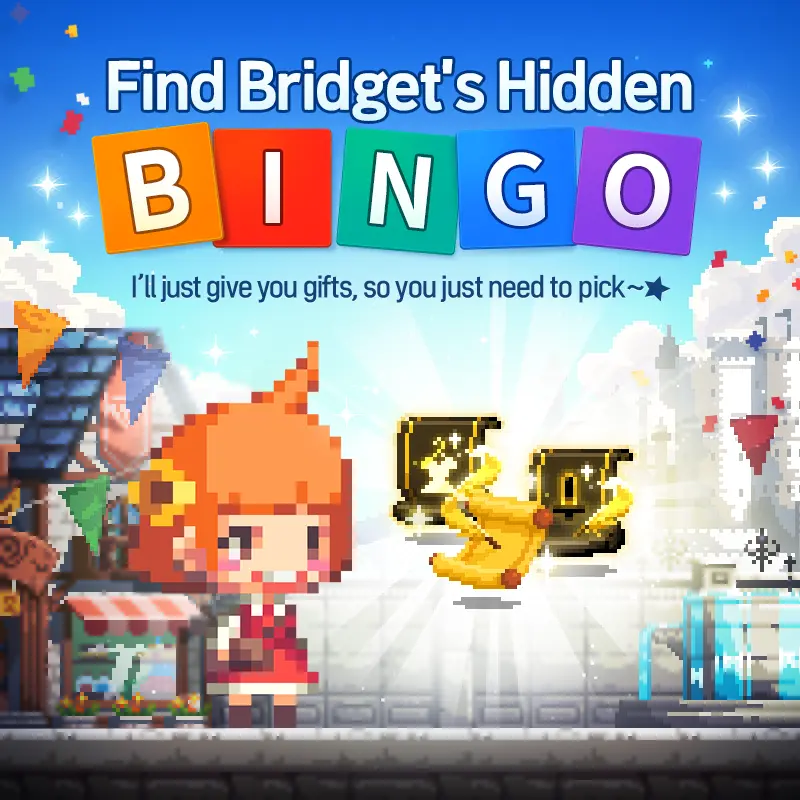 Find Bridget's Hidden
BINGO
I'll just give you gifts, so you just need to pick~★